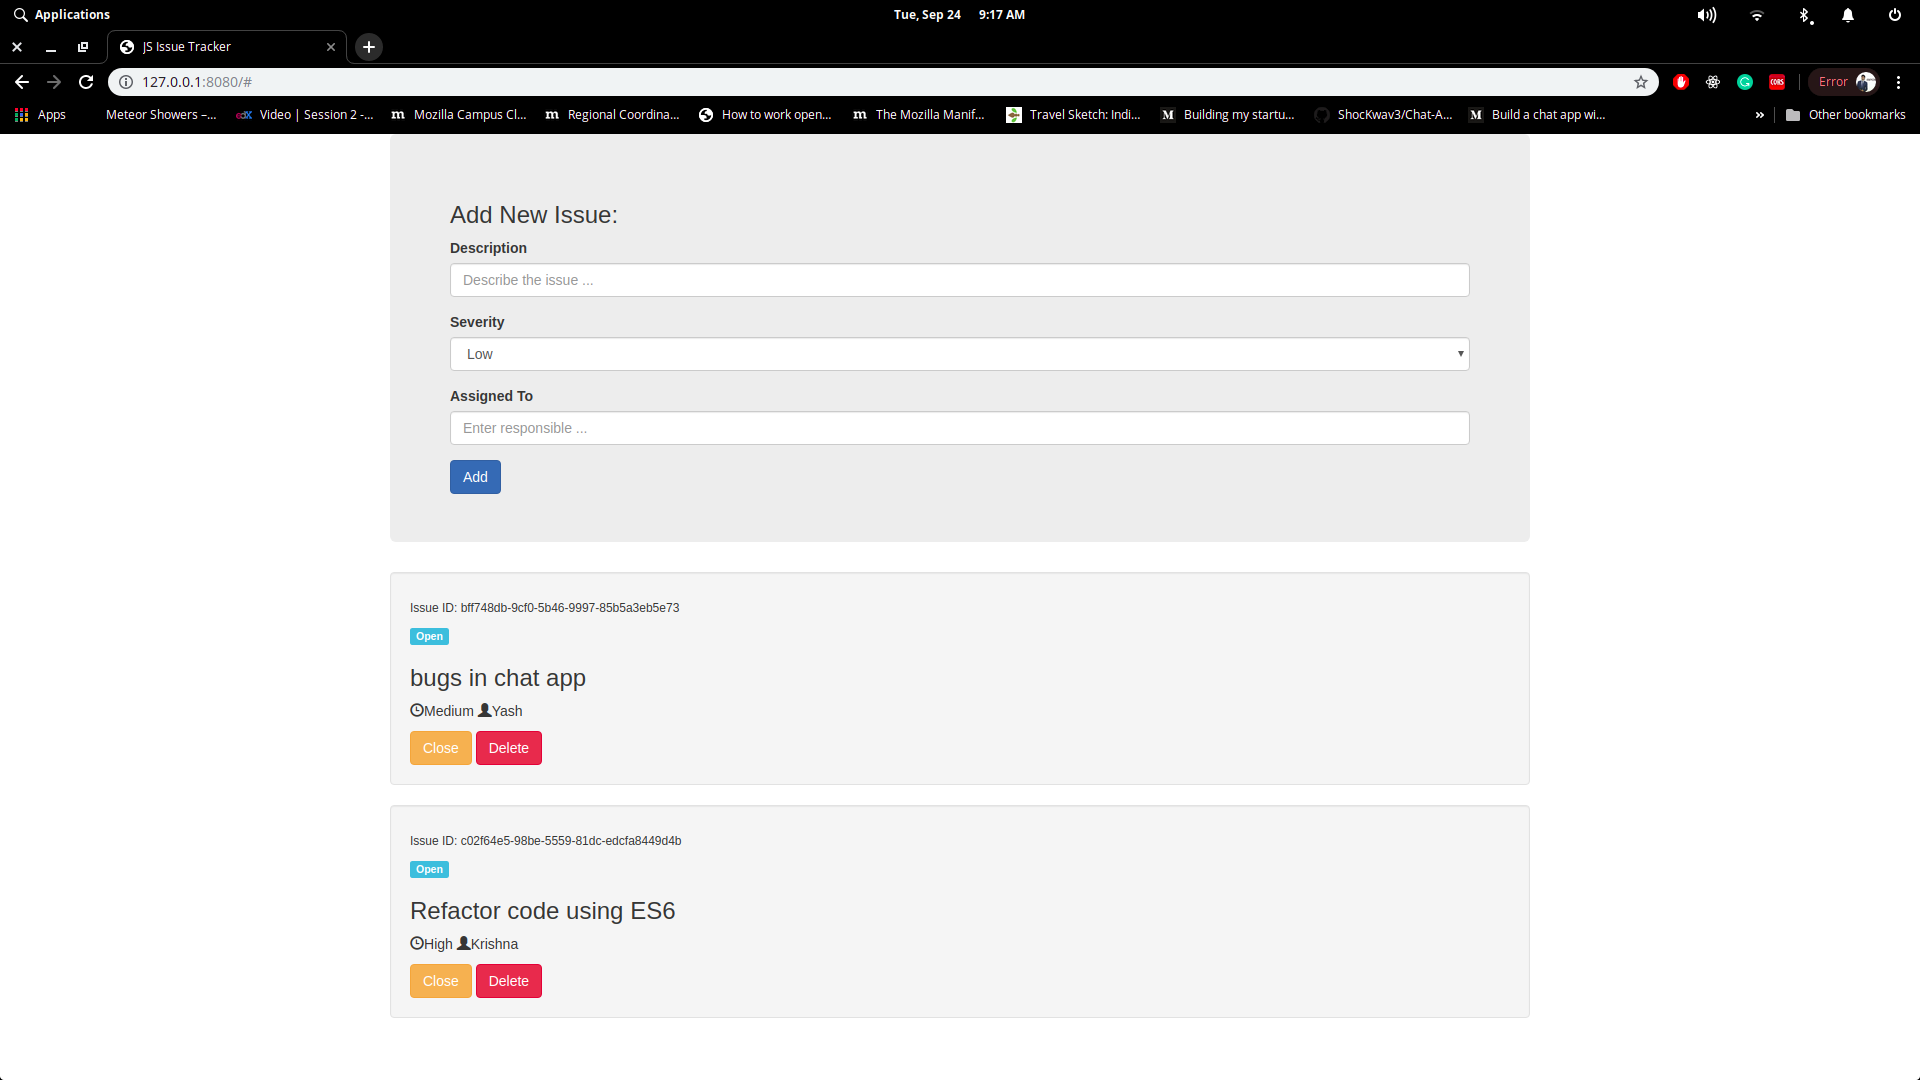 Applications
Tue, Sep 24 9:17 AM
JS Issue Tracker
127.0.0.1:8080/#
CORS
Error
Apps
Meteor Showers –...
edX Video | Session 2 -...
m Mozilla Campus Cl...
m Regional Coordina...
How to work open...
m The Mozilla Manif...
Travel Sketch: Indi...
M Building my startu...
ShocKwav3/Chat-A...
M Build a chat app wi...
»
Other bookmarks
Add New Issue:
Description
Describe the issue ...
Severity
Low
Assigned To
Enter responsible ...
Add
Issue ID: bff748db-9cf0-5b46-9997-85b5a3eb5e73
Open
bugs in chat app
Medium Yash
Close Delete
Issue ID: c02f64e5-98be-5559-81dc-edcfa8449d4b
Open
Refactor code using ES6
High Krishna
Close Delete